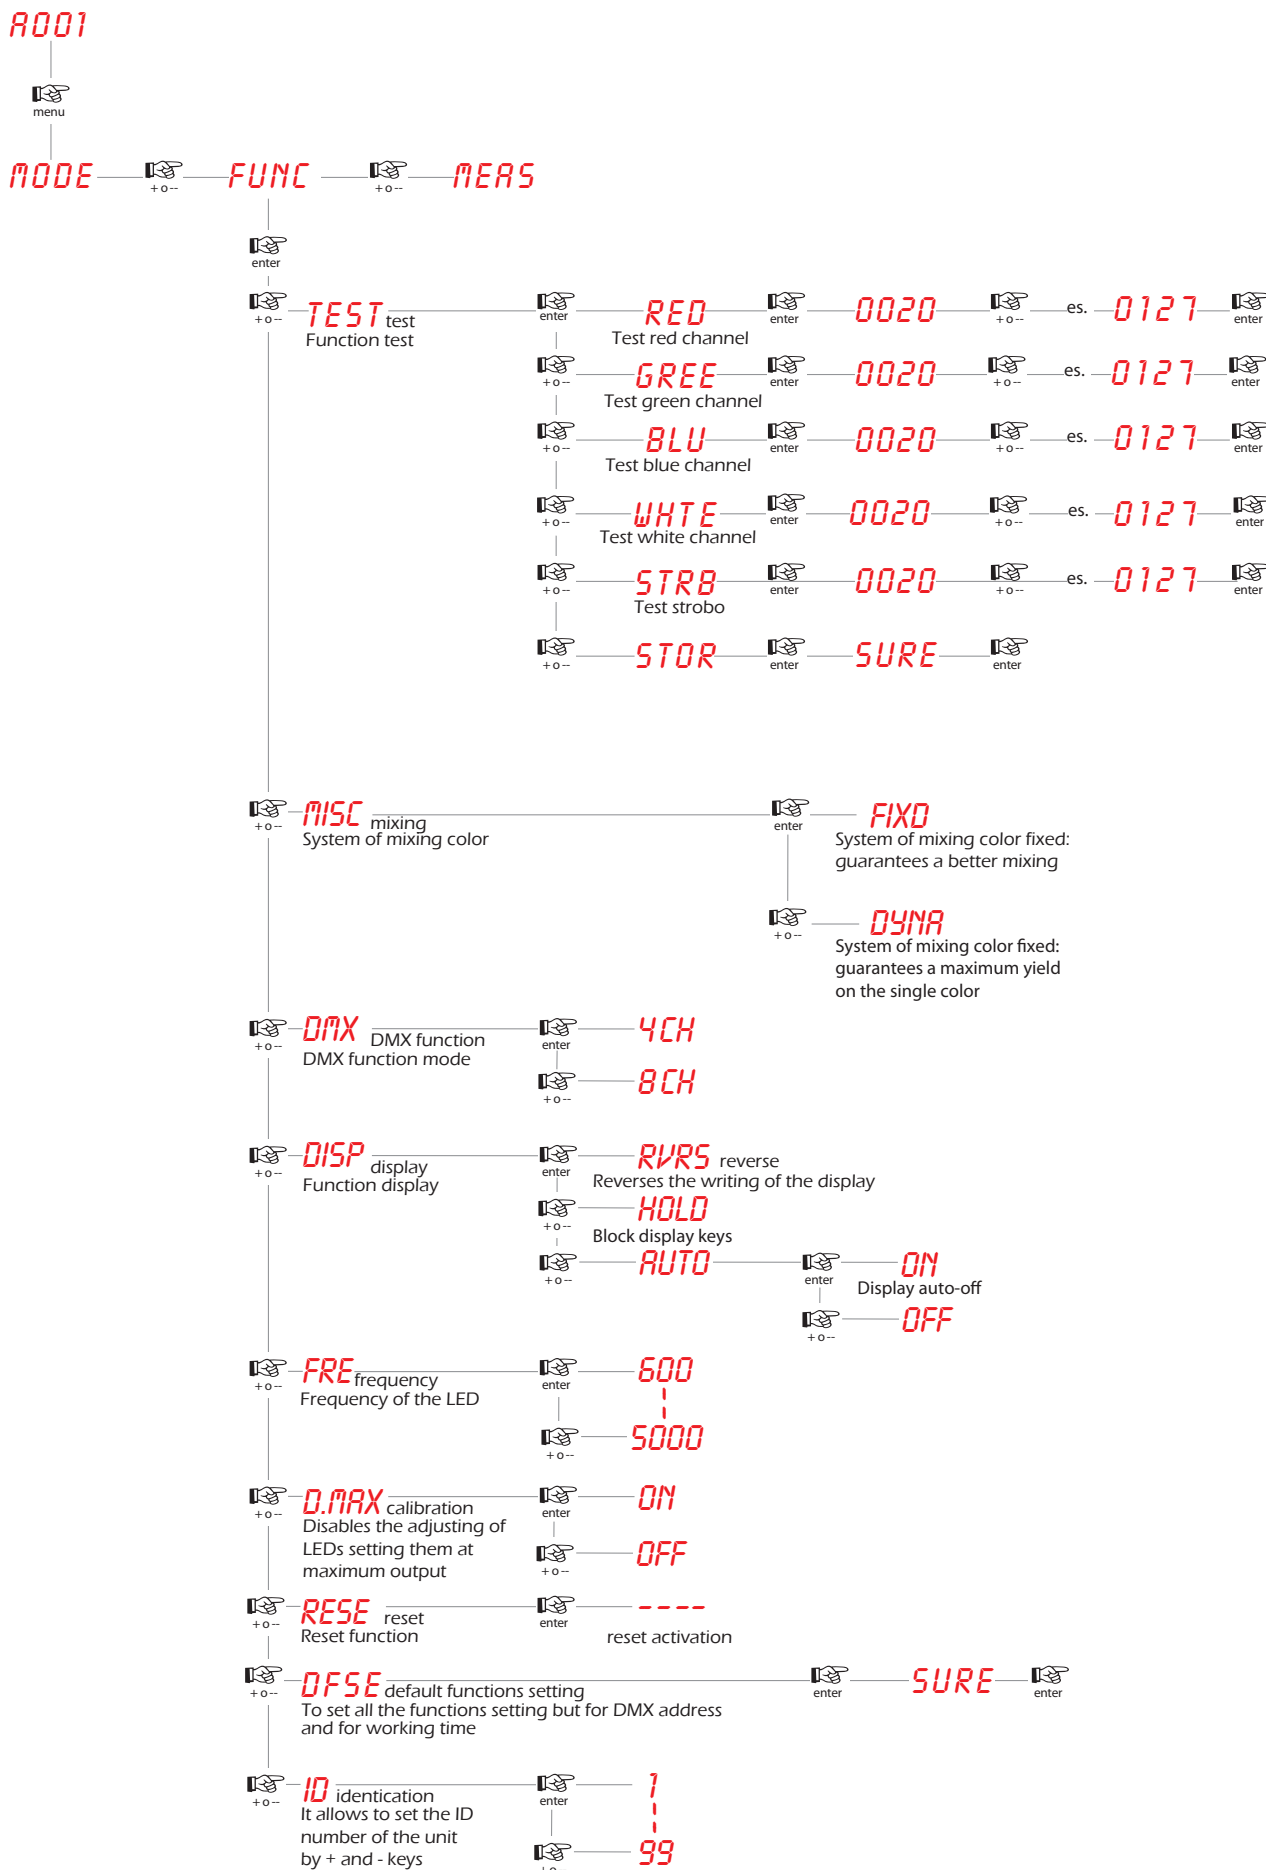 A001
menu
MODE + o -- FUNC + o -- MEAS
enter
+ o -- TEST test enter RED enter 0020 + o -- es. 0127 enter
Function test Test red channel
+ o -- GREE enter 0020 + o -- es. 0127 enter
Test green channel
+ o -- BLU enter 0020 + o -- es. 0127 enter
Test blue channel
+ o -- WHTE enter 0020 + o -- es. 0127 enter
Test white channel
+ o -- STRB enter 0020 + o -- es. 0127 enter
Test strobo
+ o -- STOR enter SURE enter
+ o -- MISC mixing enter FIXD
System of mixing color
System of mixing color fixed:
guarantees a better mixing
+ o -- DYNA
System of mixing color fixed:
guarantees a maximum yield
on the single color
+ o -- DMX DMX function enter 4CH
DMX function mode
+ o -- 8CH
+ o -- DISP display enter RVRS reverse
Function display Reverses the writing of the display
+ o -- HOLD
Block display keys
+ o -- AUTO enter ON
Display auto-off
+ o -- OFF
+ o -- FRE frequency enter 600
Frequency of the LED
+ o -- 5000
+ o -- D.MAX calibration enter ON
Disables the adjusting of
LEDs setting them at
maximum output
+ o -- OFF
+ o -- RESE reset enter ----
Reset function reset activation
+ o -- DFSE default functions setting enter SURE enter
To set all the functions setting but for DMX address
and for working time
+ o -- ID identication enter 1
It allows to set the ID
number of the unit
by + and - keys
+ o -- 99